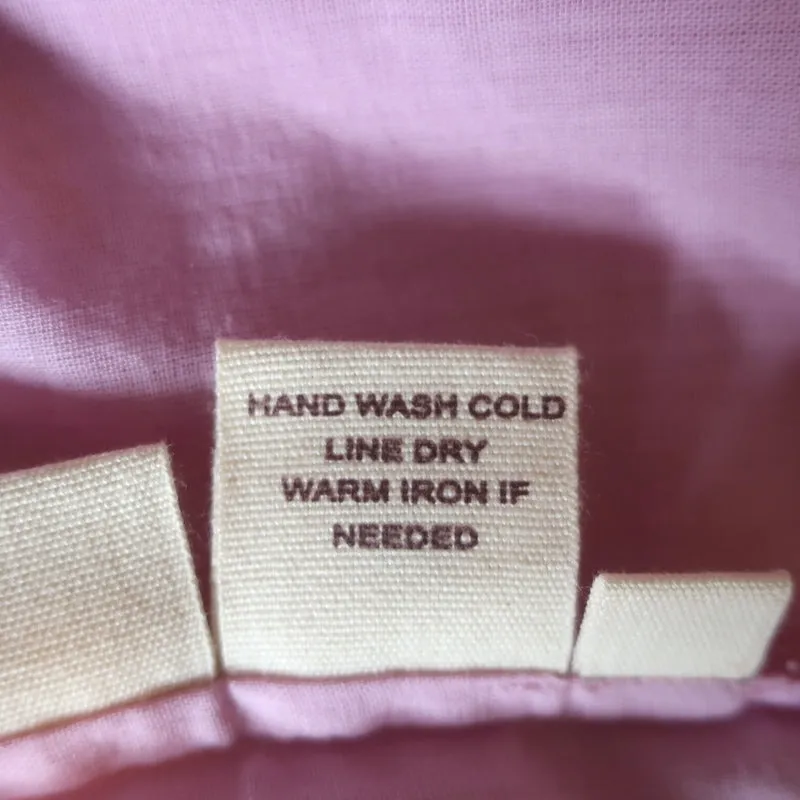 HAND WASH COLD
LINE DRY
WARM IRON IF
NEEDED